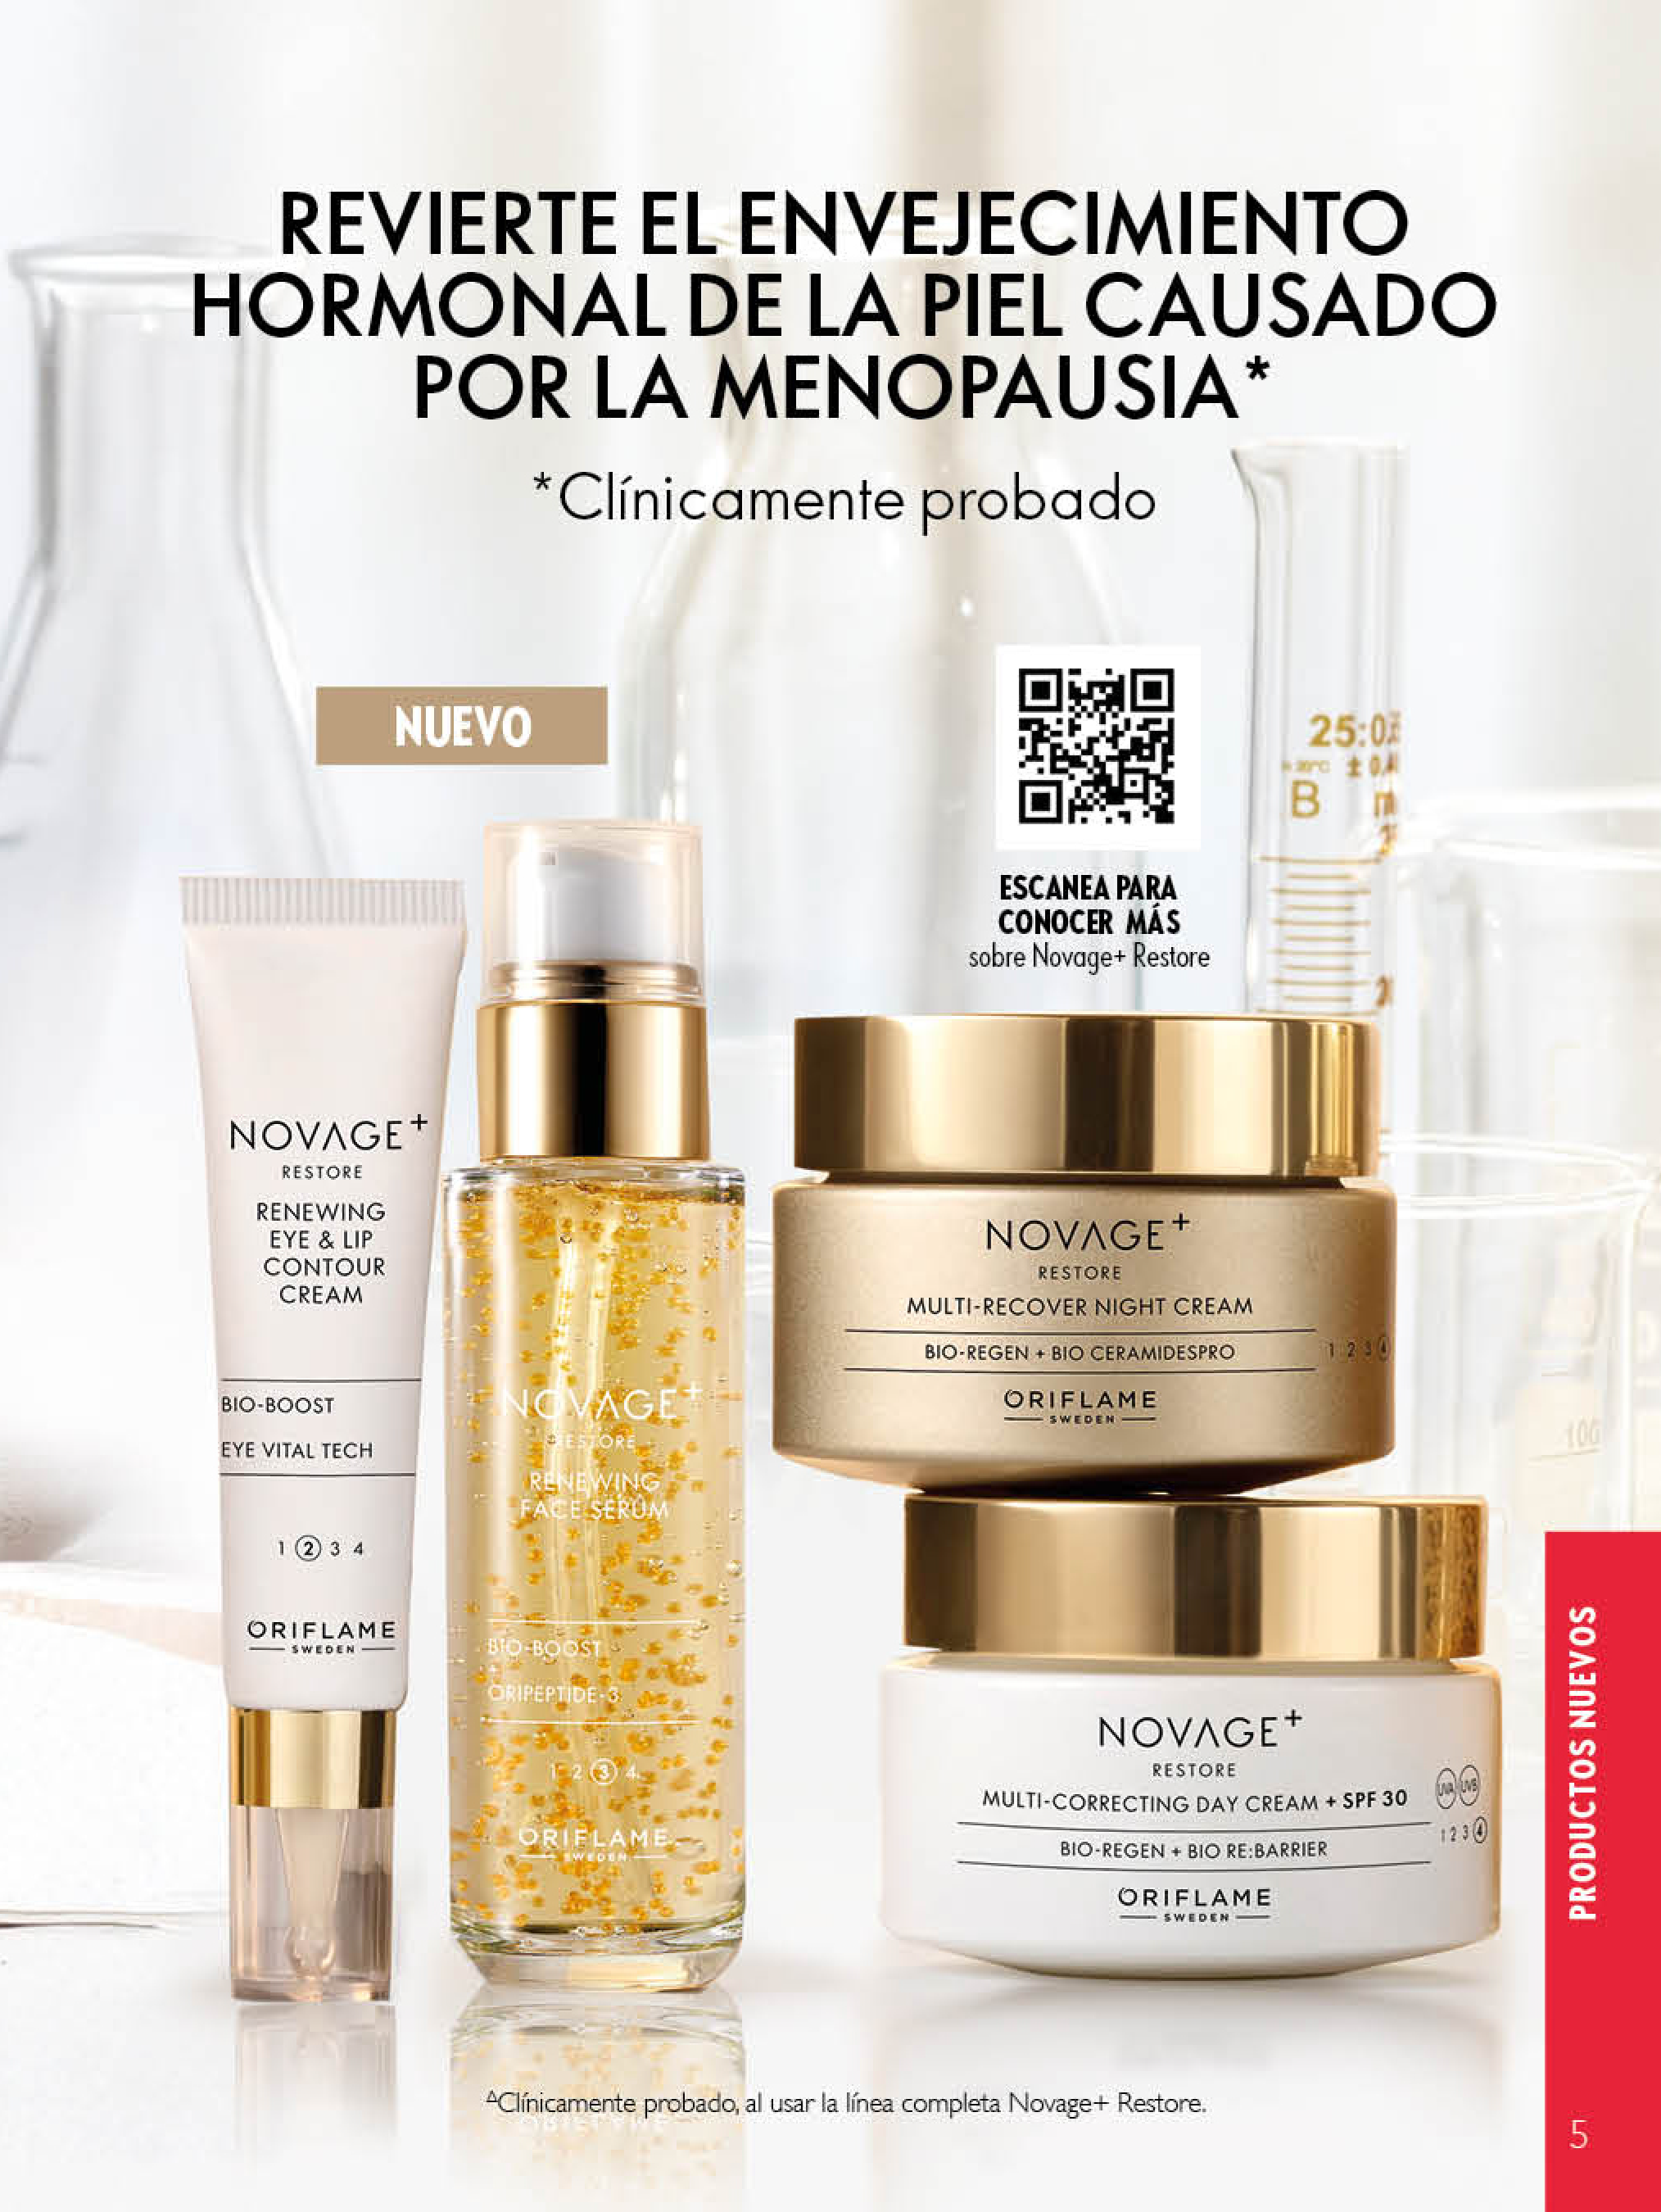 REVIERTE EL ENVEJECIMIENTO
HORMONAL DE LA PIEL CAUSADO
POR LA MENOPAUSIA*
*Clínicamente probado
NUEVO
ESCANEA PARA
CONOCER MÁS
sobre Novage+ Restore
25:0
B
NOVAGE+
RESTORE
RENEWING
EYE & LIP
CONTOUR
CREAM
BIO-BOOST
EYE VITAL TECH
1 2 3 4
ORIFLAME
SWEDEN
NOVAGE+
RESTORE
RENEWING
FACE SERUM
BIO-BOOST
+
ORIPEPTIDE-3
1 2 3 4
ORIFLAME
SWEDEN
NOVAGE+
RESTORE
MULTI-RECOVER NIGHT CREAM
BIO-REGEN + BIO CERAMIDESPRO
1 2 3 4
ORIFLAME
SWEDEN
NOVAGE+
RESTORE
MULTI-CORRECTING DAY CREAM + SPF 30
UVA UVB
BIO-REGEN + BIO RE:BARRIER
1 2 3 4
ORIFLAME
SWEDEN
PRODUCTOS NUEVOS
ΔClínicamente probado, al usar la línea completa Novage+ Restore.
5